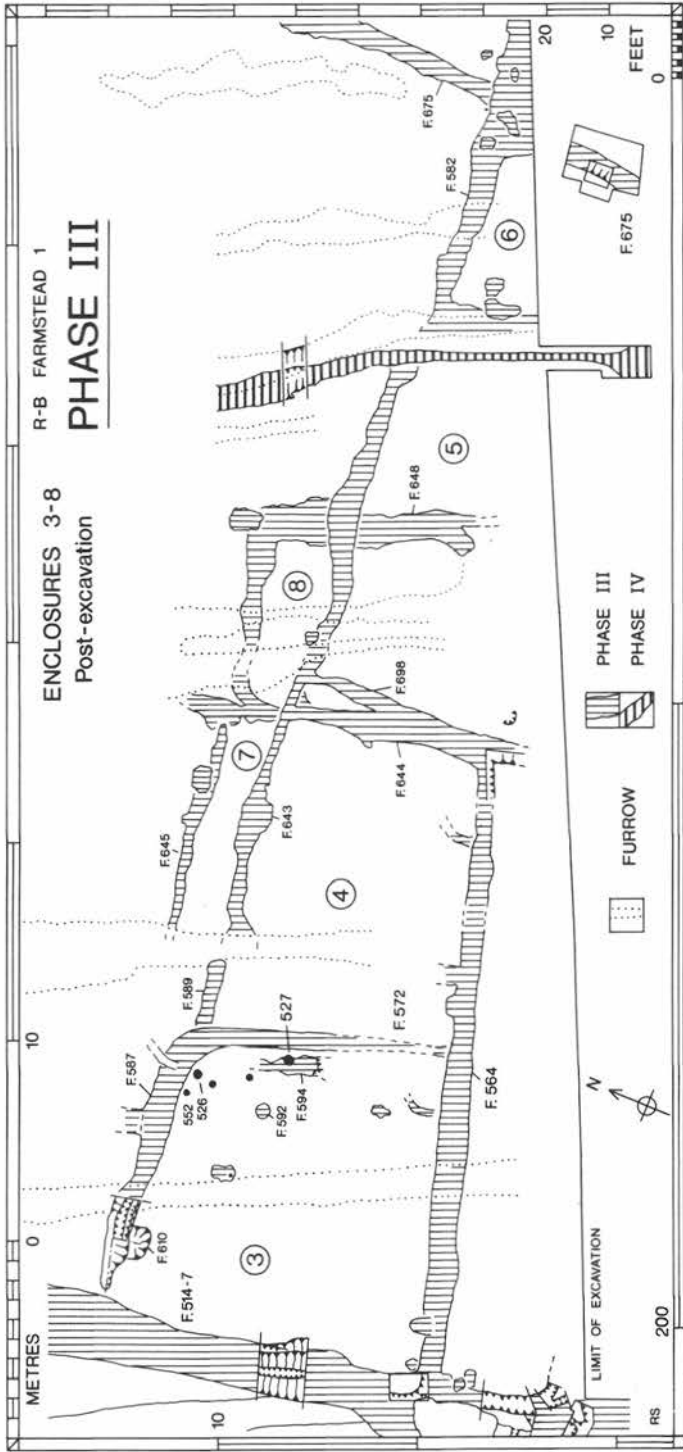 R-B FARMSTEAD 1
PHASE III
ENCLOSURES 3-8
Post-excavation
METRES
0
10
10
F.675
F.582
6
F.675
20
10
0
FEET
5
F.648
8
F.698
F.644
7
F.645
F.643
4
F.589
F.587
527
F.572
552
526
F.594
F.592
F.564
F.610
F.514-7
3
N
PHASE III
PHASE IV
FURROW
LIMIT OF EXCAVATION
200
RS